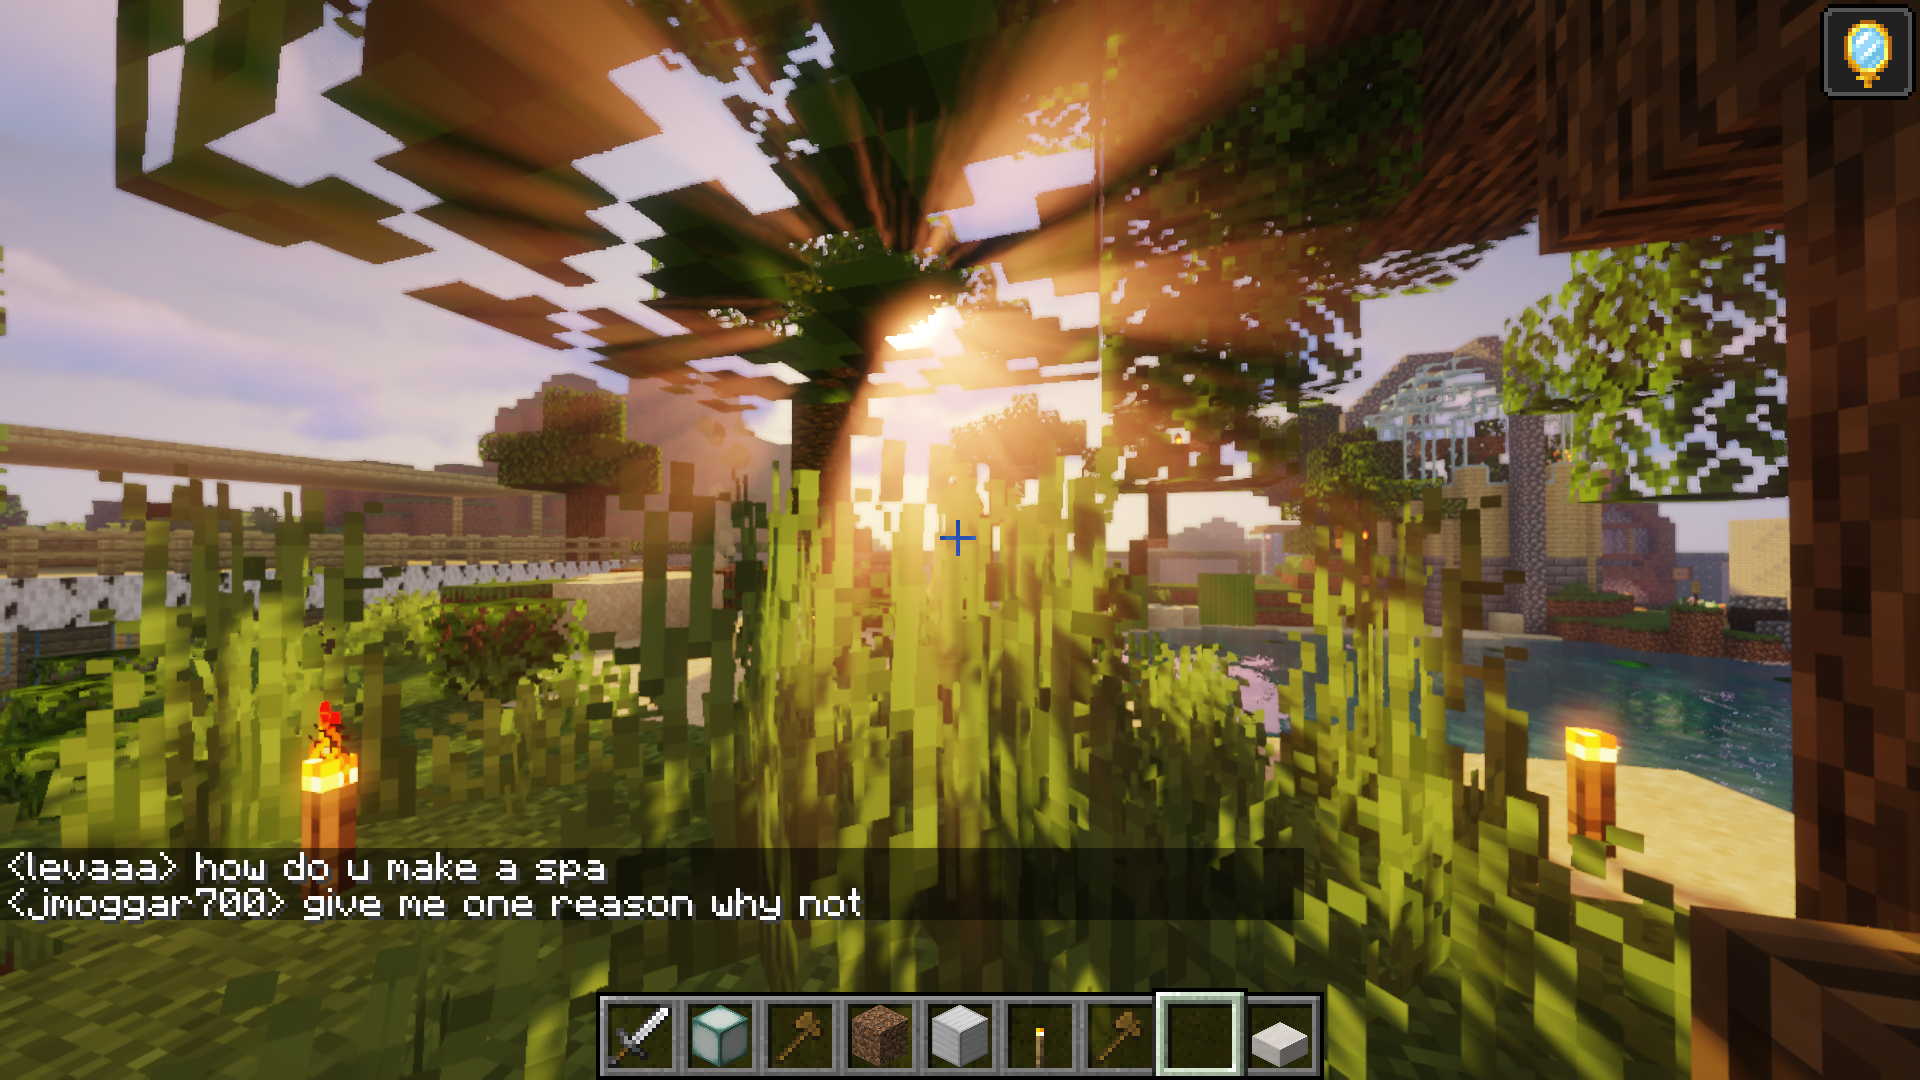 <levaaa> how do u make a spa
<jmoggar700> give me one reason why not